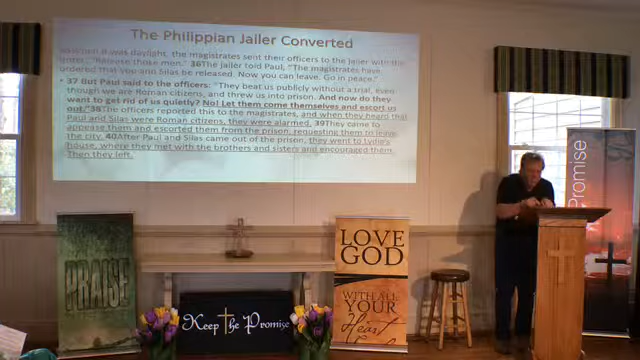 The Philippian Jailer Converted
it was daylight, the magistrates sent their officers to the jailer with the
order: "Release those men." 36The jailer told Paul, "The magistrates have
ordered that you and Silas be released. Now you can leave. Go in peace."
37 But Paul said to the officers: "They beat us publicly without a trial, even
though we are Roman citizens, and threw us into prison. And now do they
want to get rid of us quietly? No! Let them come themselves and escort us
out."38The officers reported this to the magistrates, and when they heard that
Paul and Silas were Roman citizens, they were alarmed. 39They came to
appease them and escorted them from the prison, requesting them to leave
the city. 40After Paul and Silas came out of the prison, they went to Lydia's
house, where they met with the brothers and sisters and encouraged them.
Then they left.
PRAISE
Keep the Promise
LOVE
GOD
WITH ALL
YOUR
Heart
Promise